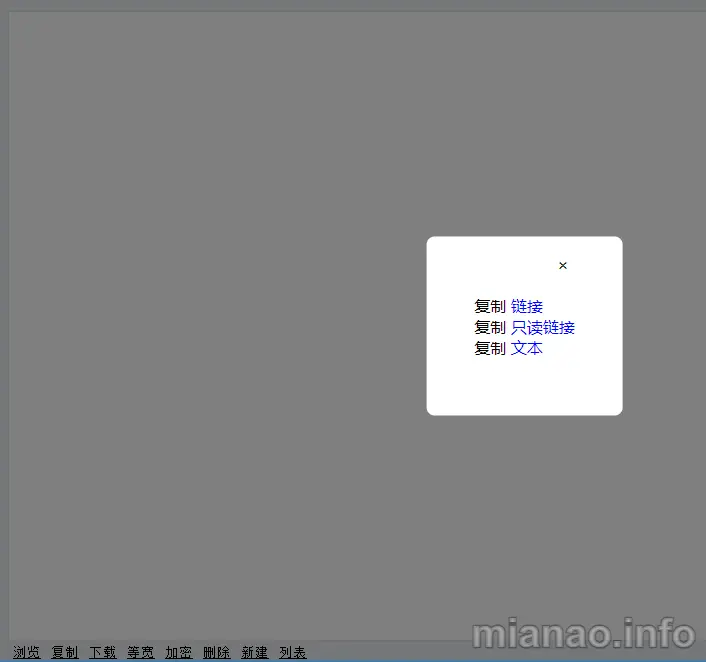 ×
复制 链接
复制 只读链接
复制 文本
mianao.info
浏览 复制 下载 等宽 加密 删除 新建 列表